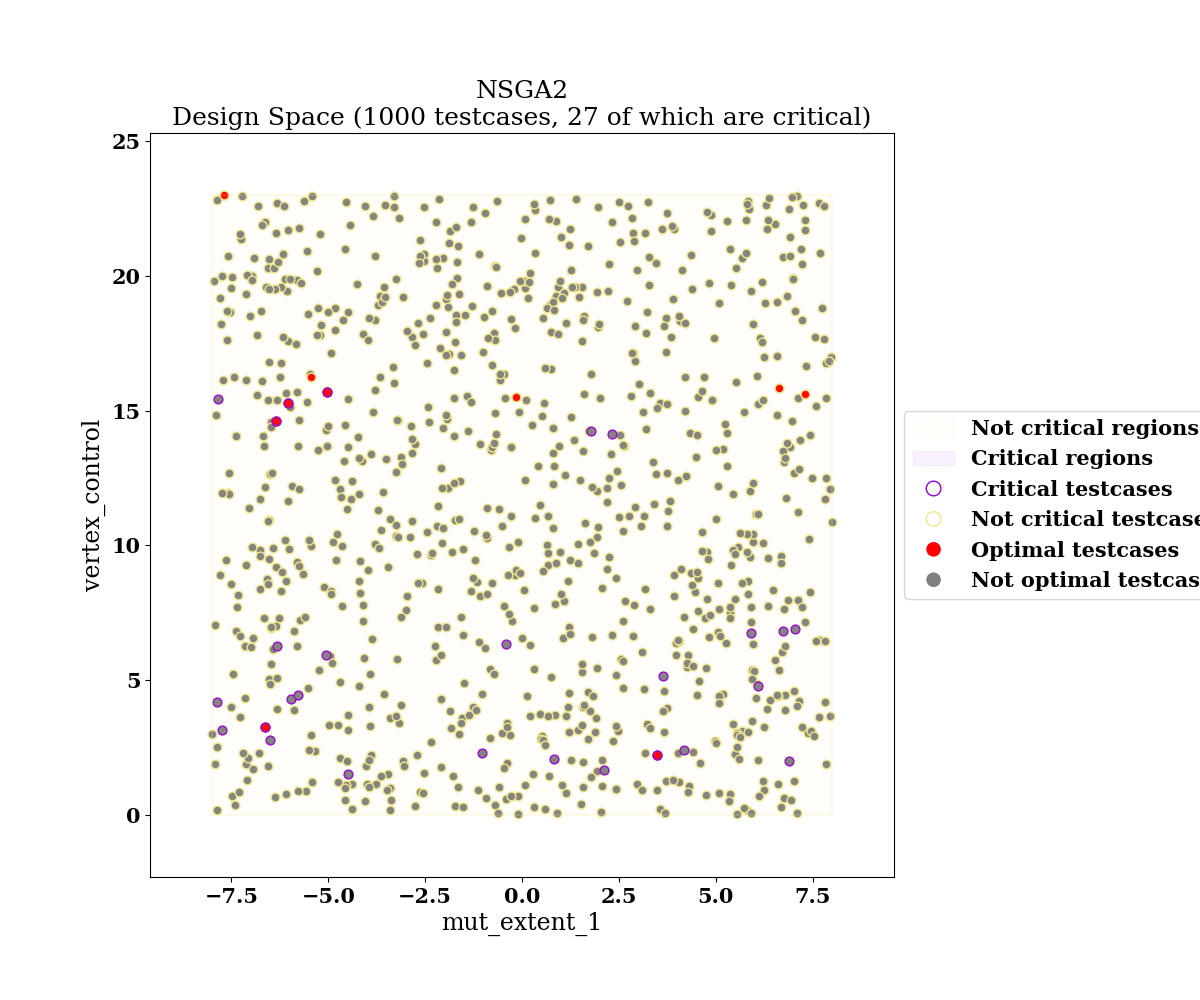 NSGA2
Design Space (1000 testcases, 27 of which are critical)
25
20
15
10
5
0
vertex_control
−7.5 −5.0 −2.5 0.0 2.5 5.0 7.5
mut_extent_1
Not critical regions
Critical regions
Critical testcases
Not critical testcase
Optimal testcases
Not optimal testcas